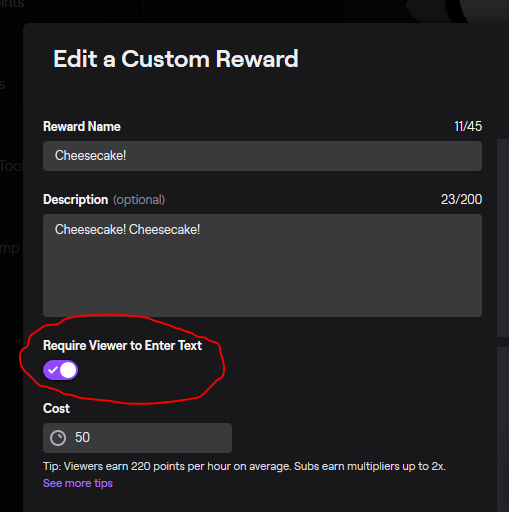 oints
Edit a Custom Reward
s
Reward Name 11/45
Cheesecake!
Too
Description (optional) 23/200
Cheesecake! Cheesecake!
mp
Require Viewer to Enter Text
Cost
50
Tip: Viewers earn 220 points per hour on average. Subs earn multipliers up to 2x.
See more tips